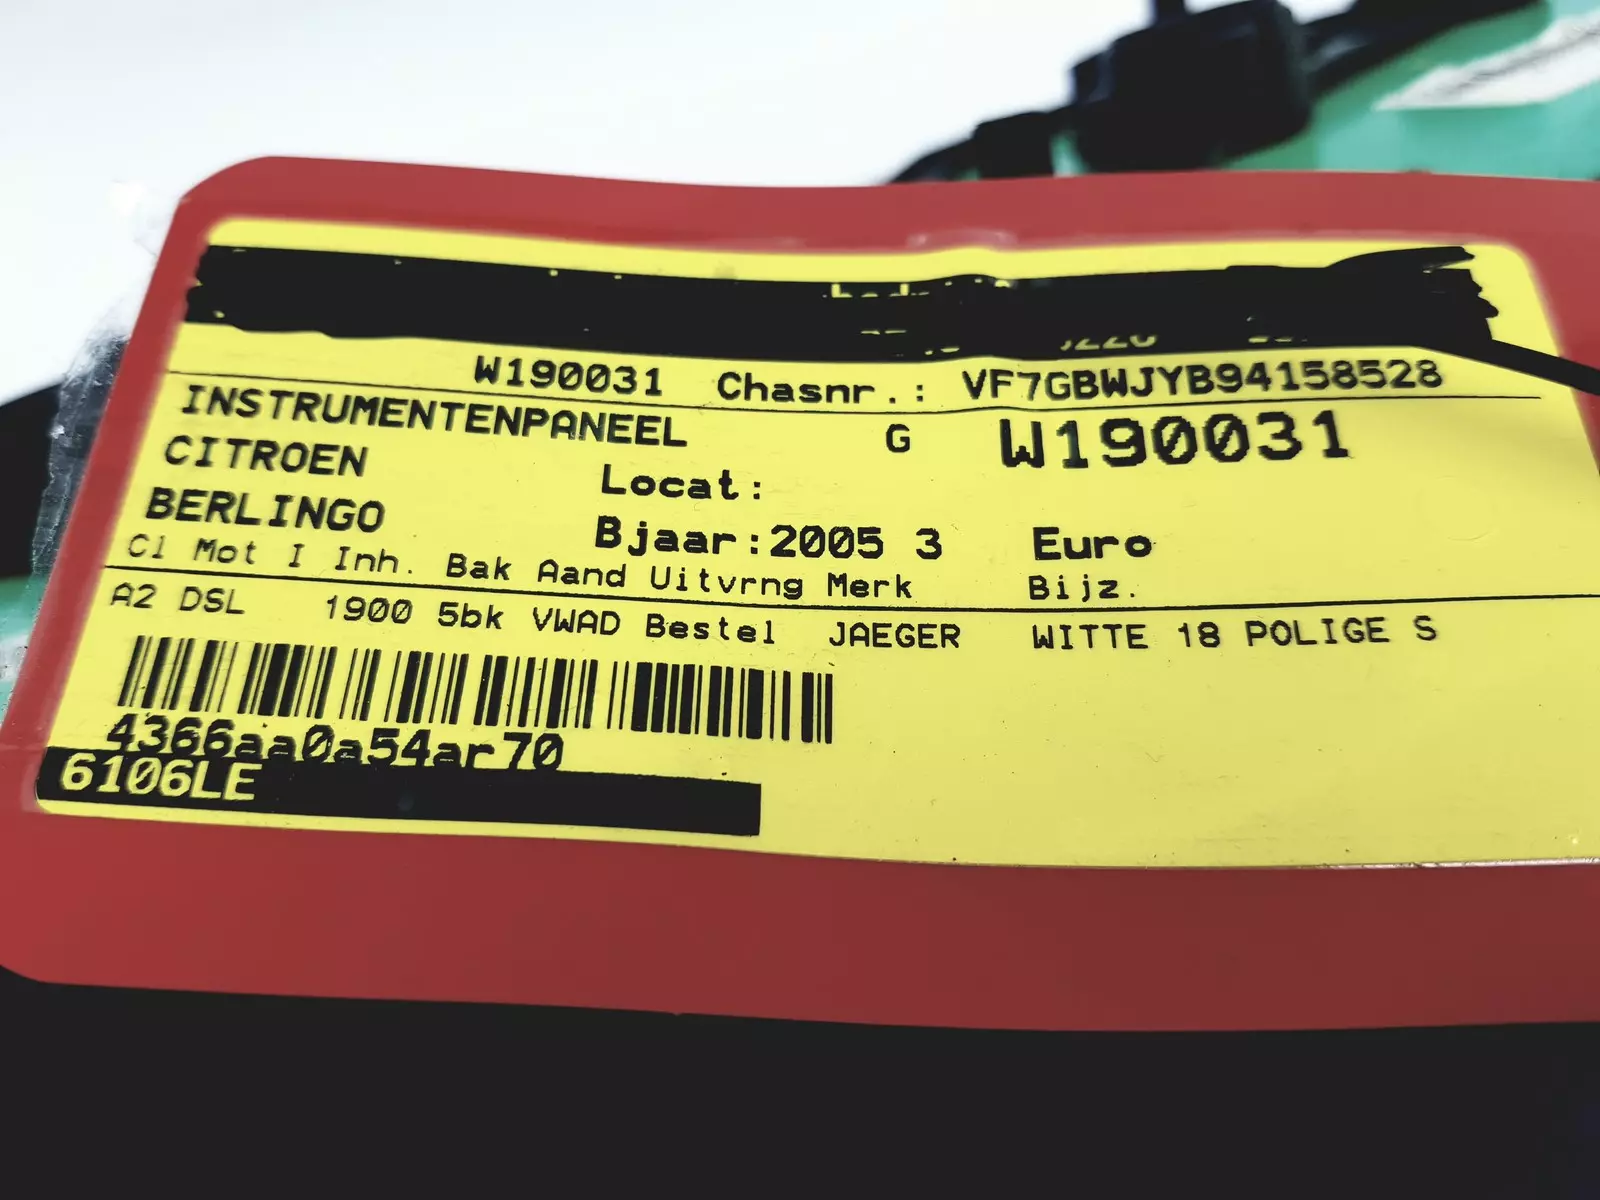 W190031 Chasnr.: VF7GBWJYB94158528
INSTRUMENTENPANEEL G W190031
CITROEN Locat:
BERLINGO Bjaar:2005 3 Euro
Cl Mot I Inh. Bak Aand Uitvrng Merk Bijz.
A2 DSL 1900 5bk VWAD Bestel JAEGER WITTE 18 POLIGE S
4366aa0a54ar70
6106LE